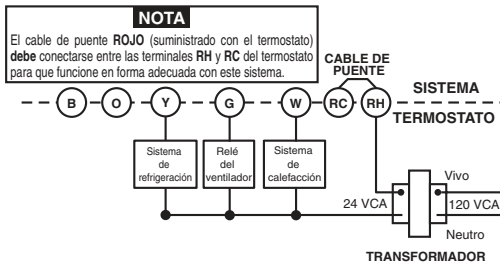 NOTA
El cable de puente ROJO (suministrado con el termostato)
debe conectarse entre las terminales RH y RC del termostato
para que funcione en forma adecuada con este sistema.
CABLE DE
PUENTE
B O Y G W RC RH
SISTEMA
TERMOSTATO
Sistema
de
refrigeración
Relé
del
ventilador
Sistema
de
calefacción
Vivo
24 VCA
120 VCA
Neutro
TRANSFORMADOR